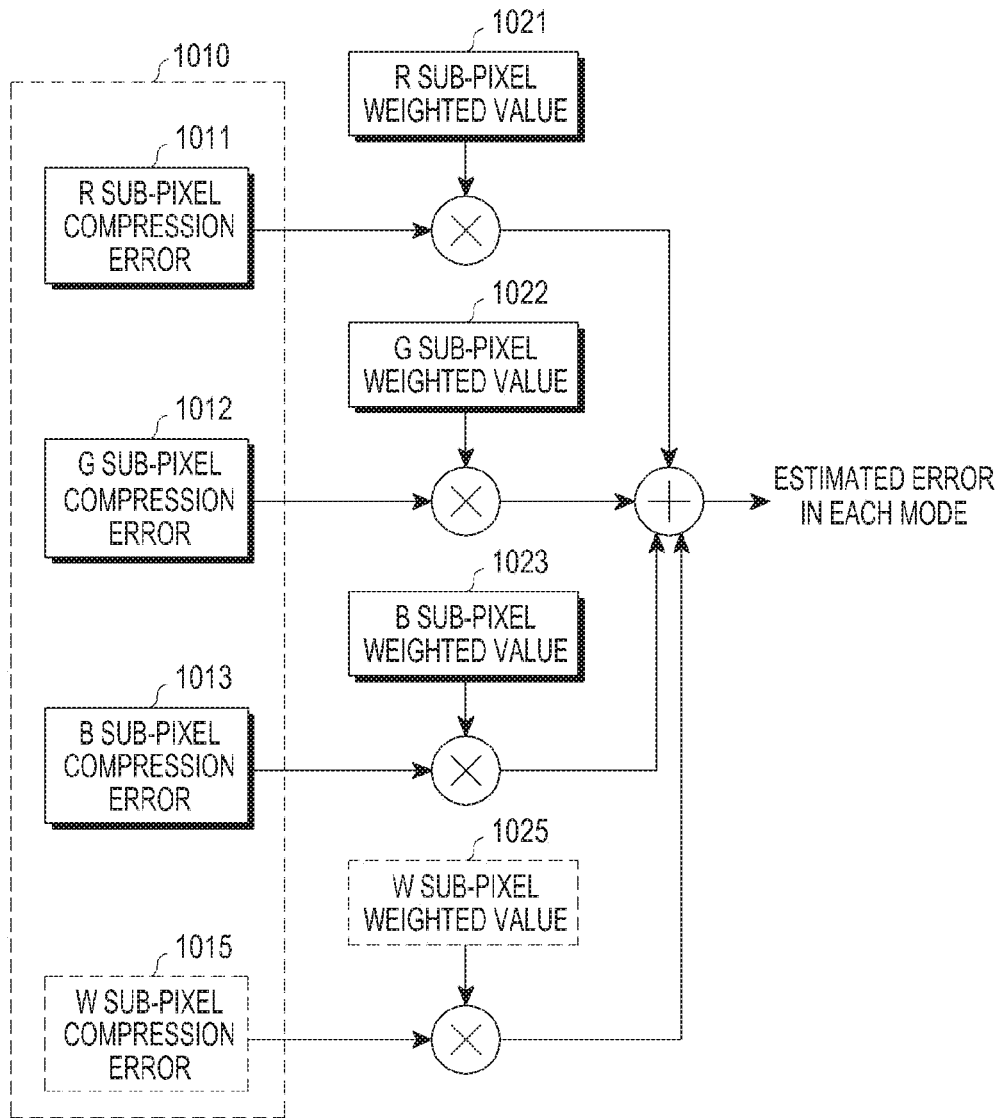 1010
1021
R SUB-PIXEL
WEIGHTED VALUE
1011
R SUB-PIXEL
COMPRESSION
ERROR
1022
G SUB-PIXEL
WEIGHTED VALUE
1012
G SUB-PIXEL
COMPRESSION
ERROR
ESTIMATED ERROR
IN EACH MODE
1023
B SUB-PIXEL
WEIGHTED VALUE
1013
B SUB-PIXEL
COMPRESSION
ERROR
1025
W SUB-PIXEL
WEIGHTED VALUE
1015
W SUB-PIXEL
COMPRESSION
ERROR